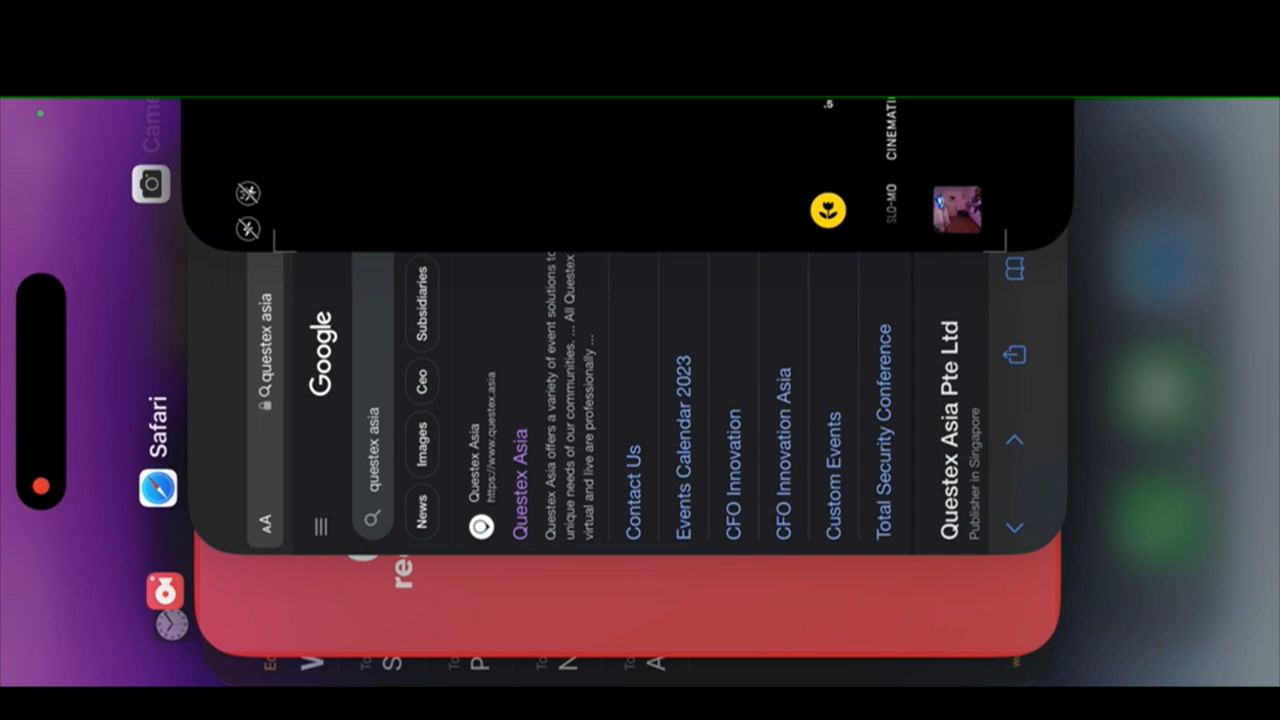 Safari
Came
SLO-MO
CINEMATI
questex asia
AA
Google
questex asia
News
Images
Ceo
Subsidiaries
Questex Asia
https://www.questex.asia
Questex Asia
Questex Asia offers a variety of event solutions to
unique needs of our communities. ... All Questex
virtual and live are professionally ...
Contact Us
Events Calendar 2023
CFO Innovation
CFO Innovation Asia
Custom Events
Total Security Conference
Questex Asia Pte Ltd
Publisher in Singapore